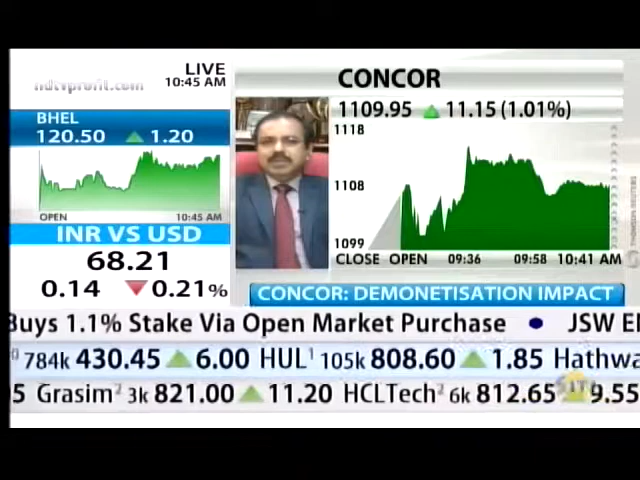 ndtvprofit.com
LIVE
10:45 AM
BHEL
120.50 1.20
OPEN 10:45 AM
INR VS USD
68.21
0.14 0.21%
CONCOR
1109.95 11.15 (1.01%)
1118
1108
1099
CLOSE OPEN 09:36 09:58 10:41 AM
CONCOR: DEMONETISATION IMPACT
Buys 1.1% Stake Via Open Market Purchase • JSW
784k 430.45 6.00 HUL¹ 105k 808.60 1.85 Hathwa
5 Grasim² 3k 821.00 11.20 HCLTech² 6k 812.65 9.55